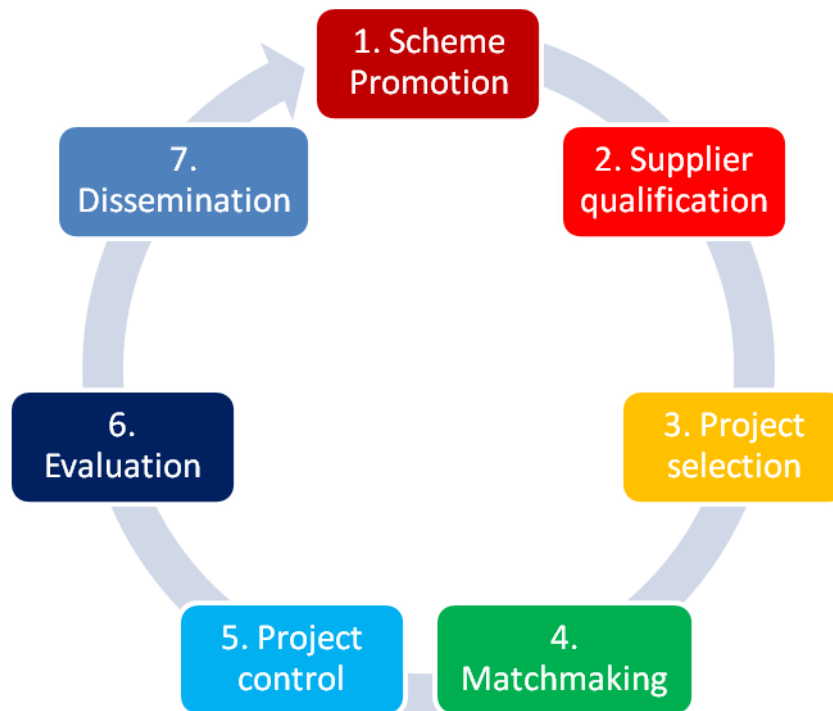 1. Scheme
Promotion
2. Supplier
qualification
3. Project
selection
4.
Matchmaking
5. Project
control
6.
Evaluation
7.
Dissemination